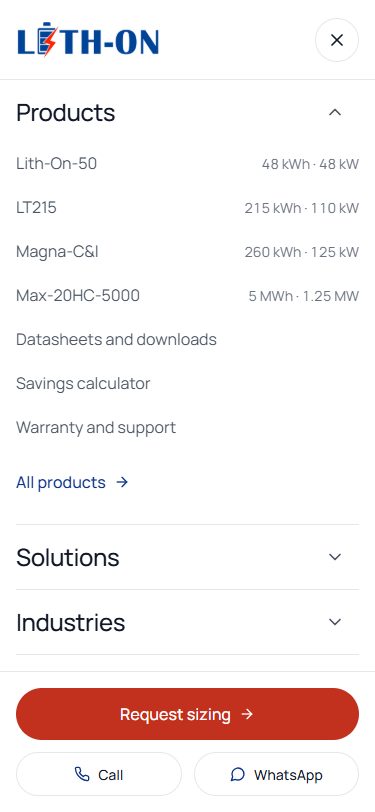 LITH-ON
Products
Lith-On-50 48 kWh · 48 kW
LT215 215 kWh · 110 kW
Magna-C&I 260 kWh · 125 kW
Max-20HC-5000 5 MWh · 1.25 MW
Datasheets and downloads
Savings calculator
Warranty and support
All products →
Solutions
Industries
Request sizing →
Call WhatsApp